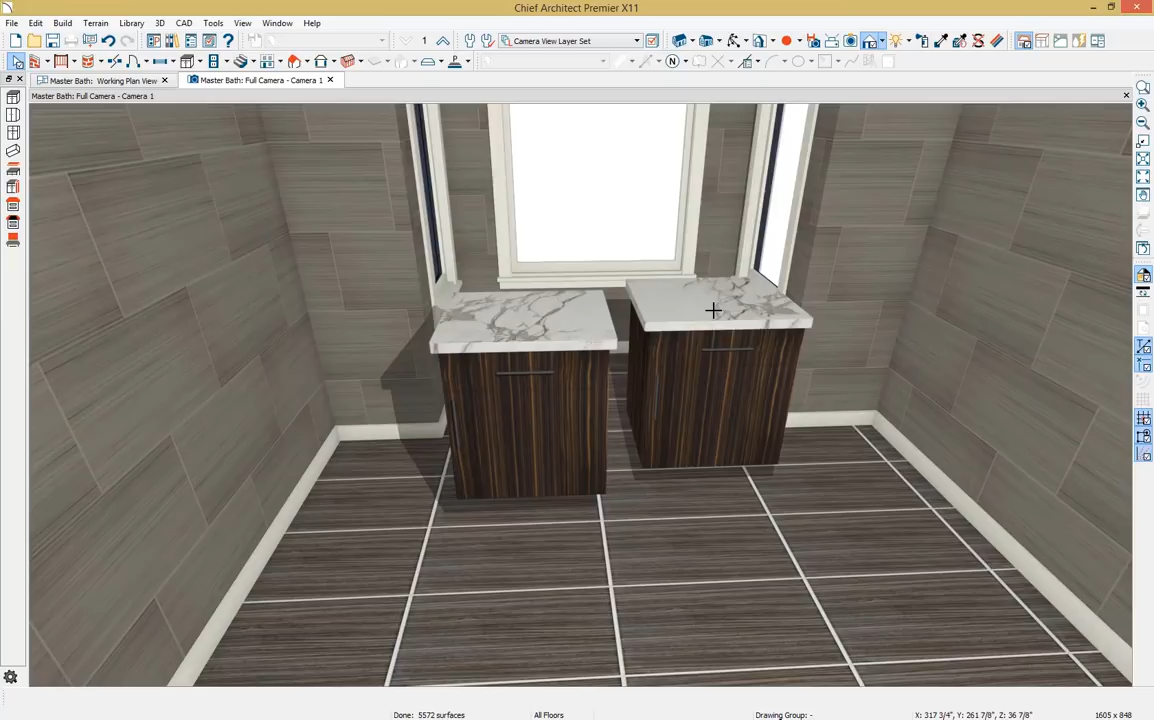 Chief Architect Premier X11
File Edit Build Terrain Library 3D CAD Tools View Window Help
1 Camera View Layer Set
N
Master Bath: Working Plan View Master Bath: Full Camera - Camera 1
Master Bath: Full Camera - Camera 1
Done: 5572 surfaces All Floors Drawing Group: - X: 317 3/4", Y: 261 7/8", Z: 36 7/8" 1605 x 848